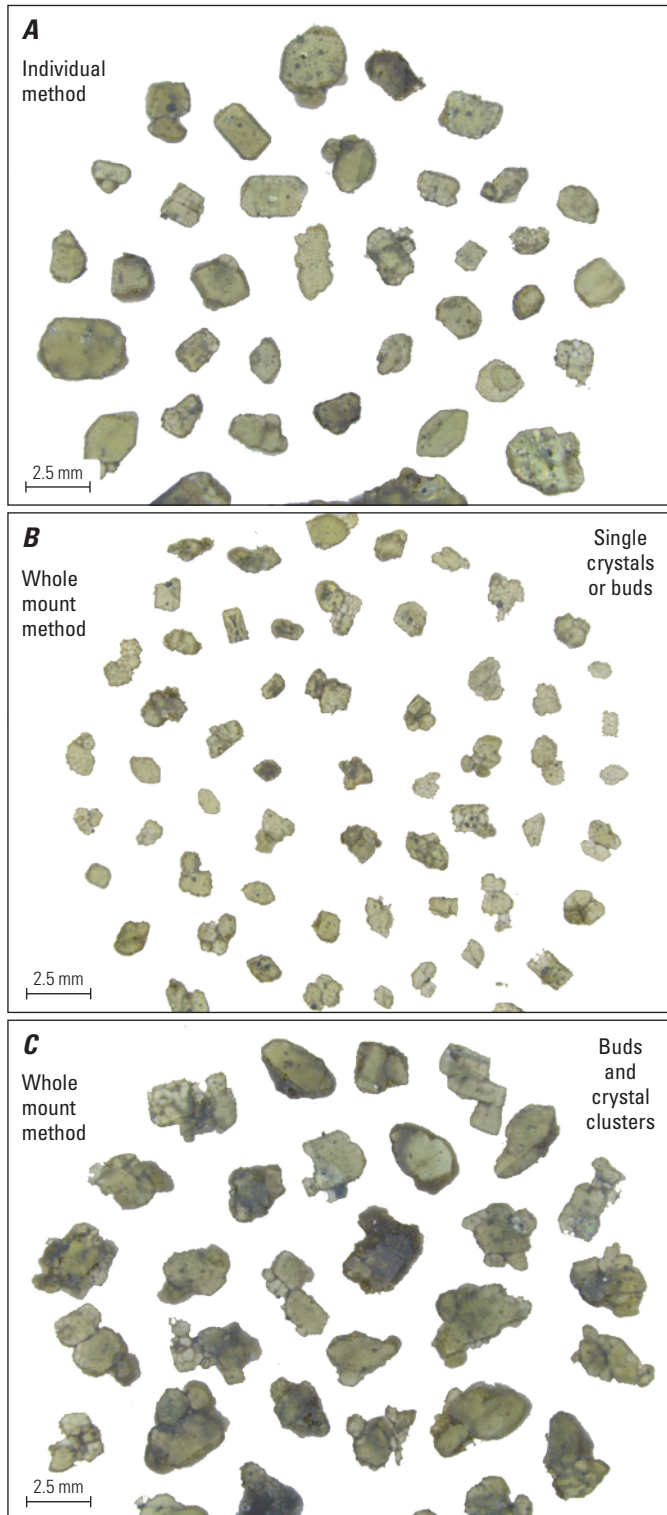 A
Individual
method
2.5 mm
B
Whole
mount
method
Single
crystals
or buds
2.5 mm
C
Whole
mount
method
Buds
and
crystal
clusters
2.5 mm